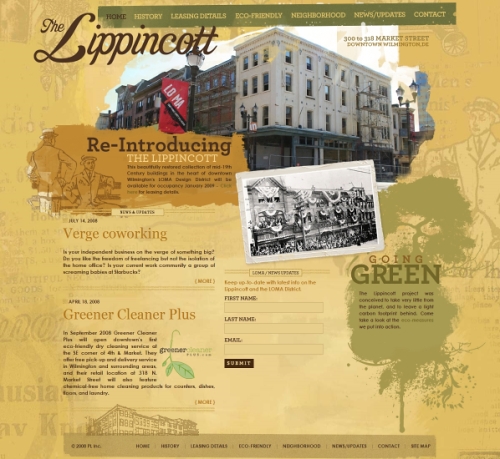 The Lippincott
HOME HISTORY LEASING DETAILS ECO-FRIENDLY NEIGHBORHOOD NEWS/UPDATES CONTACT
300 to 318 MARKET STREET
DOWNTOWN WILMINGTON, DE
LOMA
Re-Introducing
THE LIPPINCOTT
This beautifully restored collection of mid-19th
Century buildings in the heart of downtown
Wilmington's LOMA Design District will be
available for occupancy January 2009
for leasing details.
NEWS & UPDATES
JULY 14, 2008
Verge coworking
Is your independent business on the verge of something big?
Do you like the freedom of freelancing but not the isolation
of the home office? Is your current work community a group of
screaming babies at Starbucks?
[MORE]
APRIL 10, 2008
Greener Cleaner Plus
In September 2008 Greener Cleaner
Plus will open downtown's first
eco-friendly dry cleaning service at
the SE corner of 4th & Market. They
will offer free pick-up and delivery service
in Wilmington and surrounding areas,
and their retail location at 318 N.
Market Street will also feature
chemical-free home cleaning products for counters, dishes,
floors, and laundry.
[MORE]
greener cleaner
LOMA / NEWS UPDATES
Keep up-to-date with latest info on the
Lippincott and the LOMA District.
FIRST NAME:
LAST NAME:
EMAIL:
SUBMIT
GOING
GREEN
The Lippincott project was
conceived to take very little from
the planet, and to leave a light
carbon footprint behind. Come
take a look at the
we put into action.
© 2008 PI, Inc. HOME HISTORY LEASING DETAILS ECO-FRIENDLY NEIGHBORHOOD NEWS/UPDATES CONTACT SITE MAP